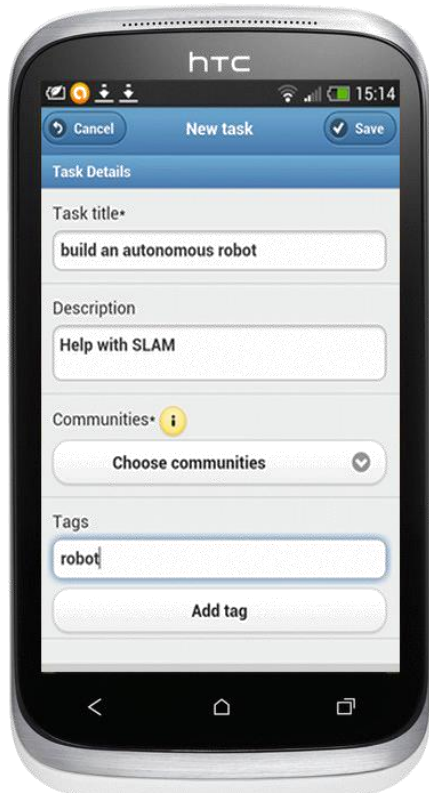 hTC
15:14
Cancel
New task
Save
Task Details
Task title*
build an autonomous robot
Description
Help with SLAM
Communities* i
Choose communities
Tags
robot
Add tag